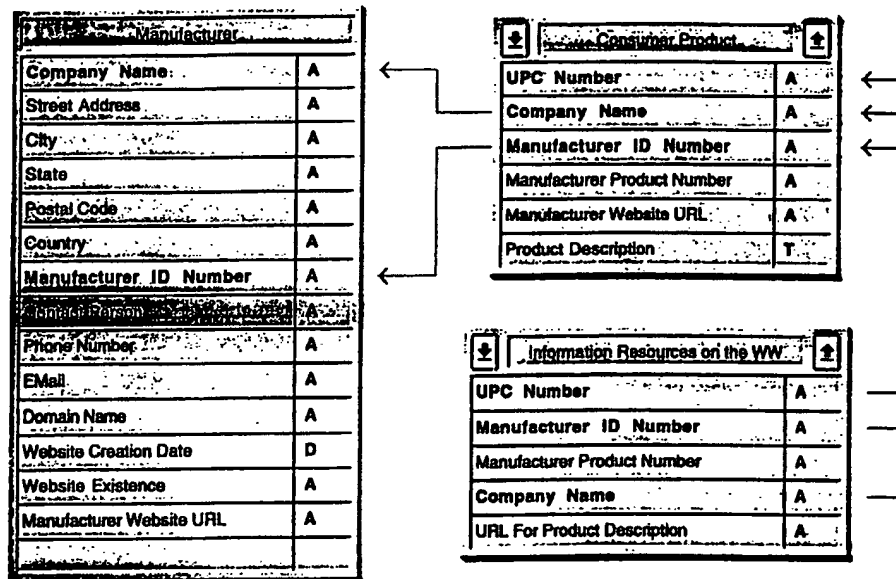 Manufacturer
Company Name: A
Street Address A
City A
State A
Postal Code A
Country A
Manufacturer ID Number A
Contact Person A
Phone Number A
EMail A
Domain Name A
Website Creation Date D
Website Existence A
Manufacturer Website URL A
Consumer Product
UPC Number A
Company Name A
Manufacturer ID Number A
Manufacturer Product Number A
Manufacturer Website URL A
Product Description T
Information Resources on the WW
UPC Number A
Manufacturer ID Number A
Manufacturer Product Number A
Company Name A
URL For Product Description A